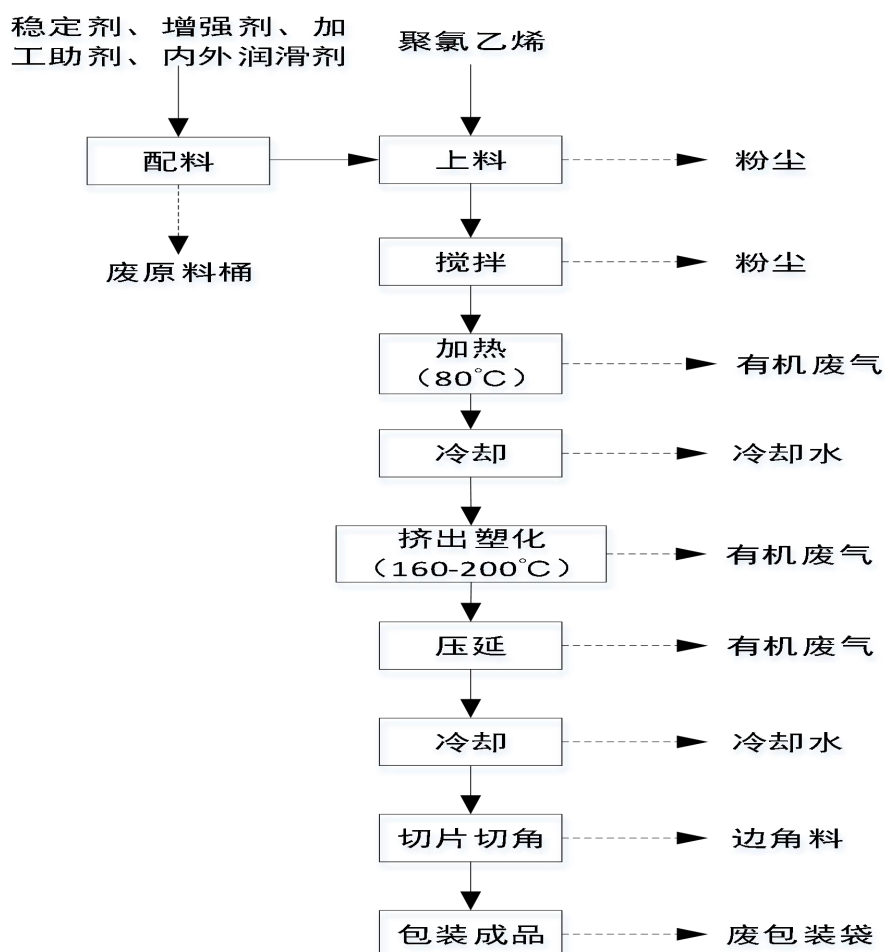 稳定剂、增强剂、加
工助剂、内外润滑剂
聚氯乙烯
配料
上料
粉尘
废原料桶
搅拌
粉尘
加热
（80℃）
有机废气
冷却
冷却水
挤出塑化
（160-200℃）
有机废气
压延
有机废气
冷却
冷却水
切片切角
边角料
包装成品
废包装袋